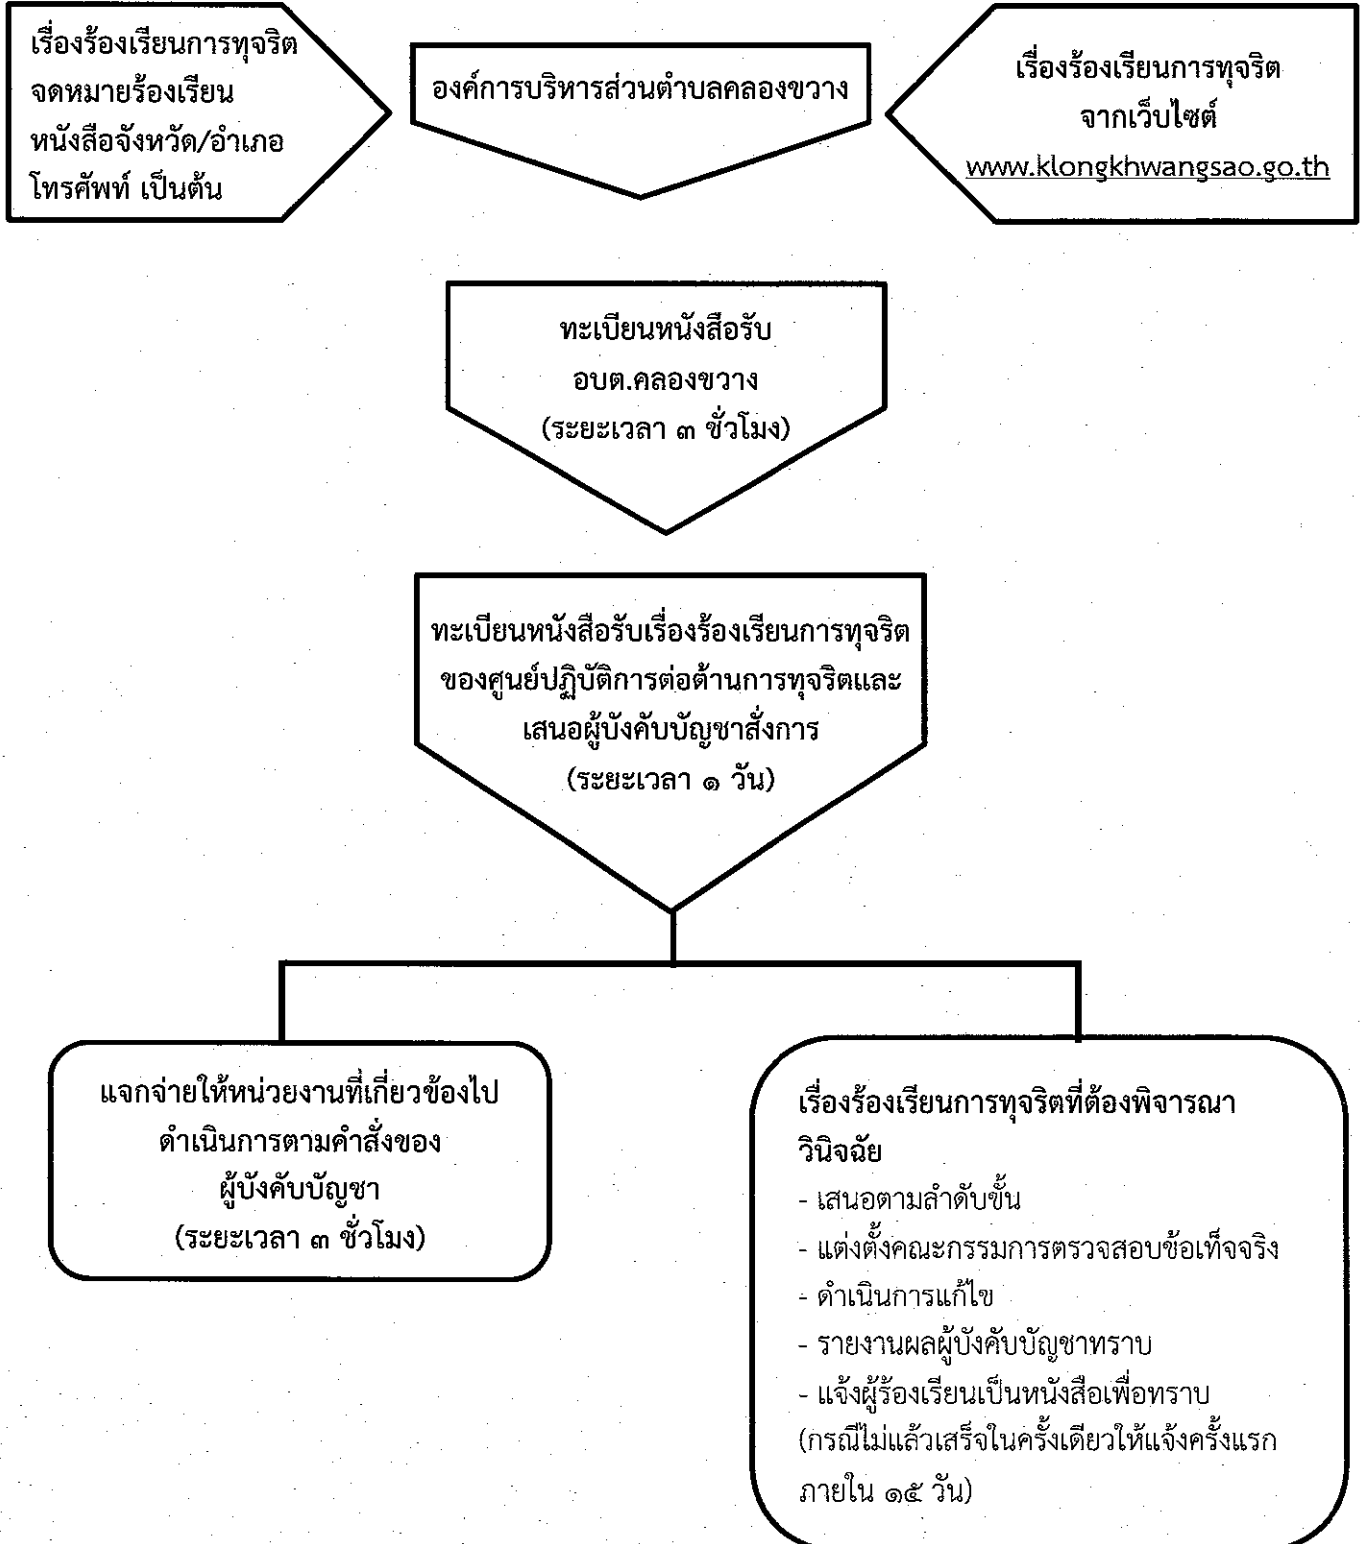 เรื่องร้องเรียนการทุจริต
จดหมายร้องเรียน
หนังสือจังหวัด/อำเภอ
โทรศัพท์ เป็นต้น
องค์การบริหารส่วนตำบลคลองขวาง
เรื่องร้องเรียนการทุจริต
จากเว็บไซต์
www.klongkhwangsao.go.th
ทะเบียนหนังสือรับ
อบต.คลองขวาง
(ระยะเวลา ๓ ชั่วโมง)
ทะเบียนหนังสือรับเรื่องร้องเรียนการทุจริต
ของศูนย์ปฏิบัติการต่อต้านการทุจริตและ
เสนอผู้บังคับบัญชาสั่งการ
(ระยะเวลา ๑ วัน)
แจกจ่ายให้หน่วยงานที่เกี่ยวข้องไป
ดำเนินการตามคำสั่งของ
ผู้บังคับบัญชา
(ระยะเวลา ๓ ชั่วโมง)
เรื่องร้องเรียนการทุจริตที่ต้องพิจารณา
วินิจฉัย
- เสนอตามลำดับขั้น
- แต่งตั้งคณะกรรมการตรวจสอบข้อเท็จจริง
- ดำเนินการแก้ไข
- รายงานผลผู้บังคับบัญชาทราบ
- แจ้งผู้ร้องเรียนเป็นหนังสือเพื่อทราบ
(กรณีไม่แล้วเสร็จในครั้งเดียวให้แจ้งครั้งแรก
ภายใน ๑๕ วัน)